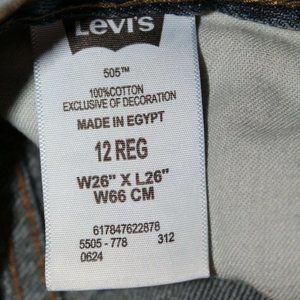 Levi's
505™
100%COTTON
EXCLUSIVE OF DECORATION
MADE IN EGYPT
12 REG
W26" X L26"
W66 CM
617847622878
5505-778 312
0624